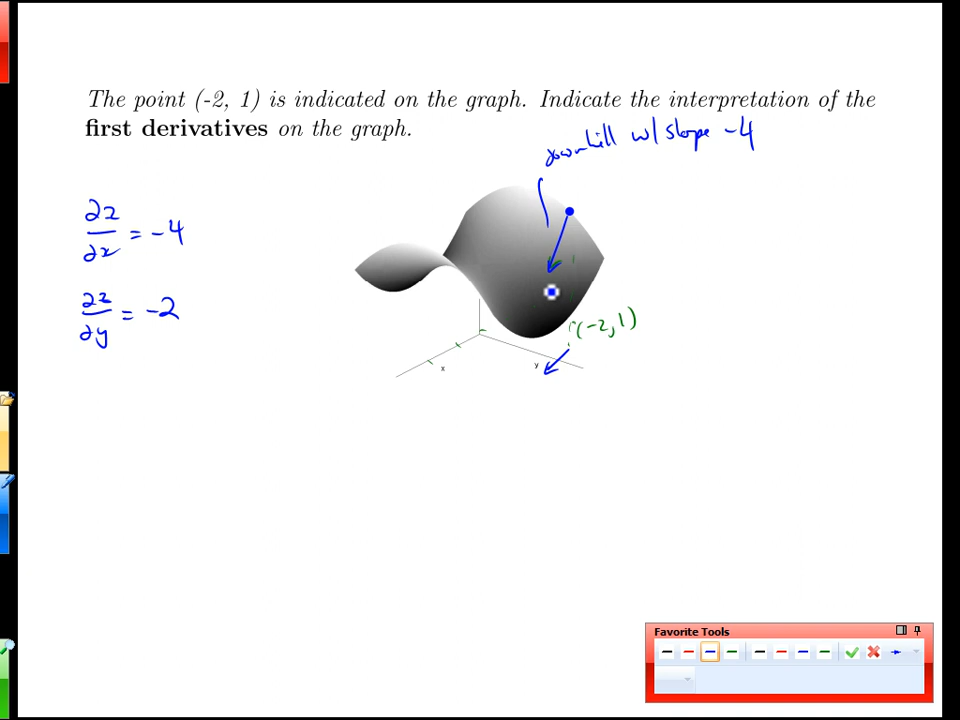 The point (-2, 1) is indicated on the graph. Indicate the interpretation of the
first derivatives on the graph.
downhill w/ slope -4
∂z/∂x = -4
∂z/∂y = -2
(-2, 1)
x
y
Favorite Tools